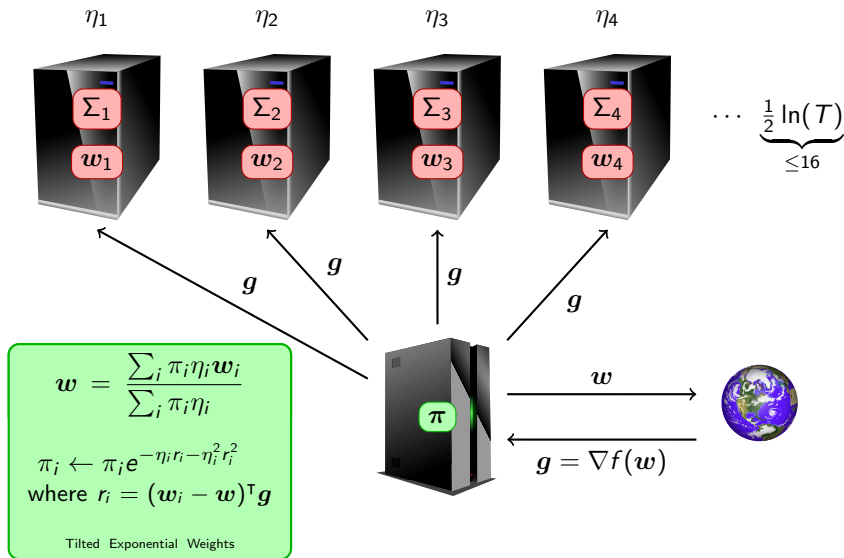 η₁ η₂ η₃ η₄
Σ₁ Σ₂ Σ₃ Σ₄
w₁ w₂ w₃ w₄
⋯ ½ ln(T)
≤16
g g g g
w = ∑ᵢ πᵢηᵢwᵢ / ∑ᵢ πᵢηᵢ
πᵢ ← πᵢe^{−ηᵢrᵢ−ηᵢ²rᵢ²}
where rᵢ = (wᵢ − w)ᵀg
Tilted Exponential Weights
π
w
g = ∇f(w)